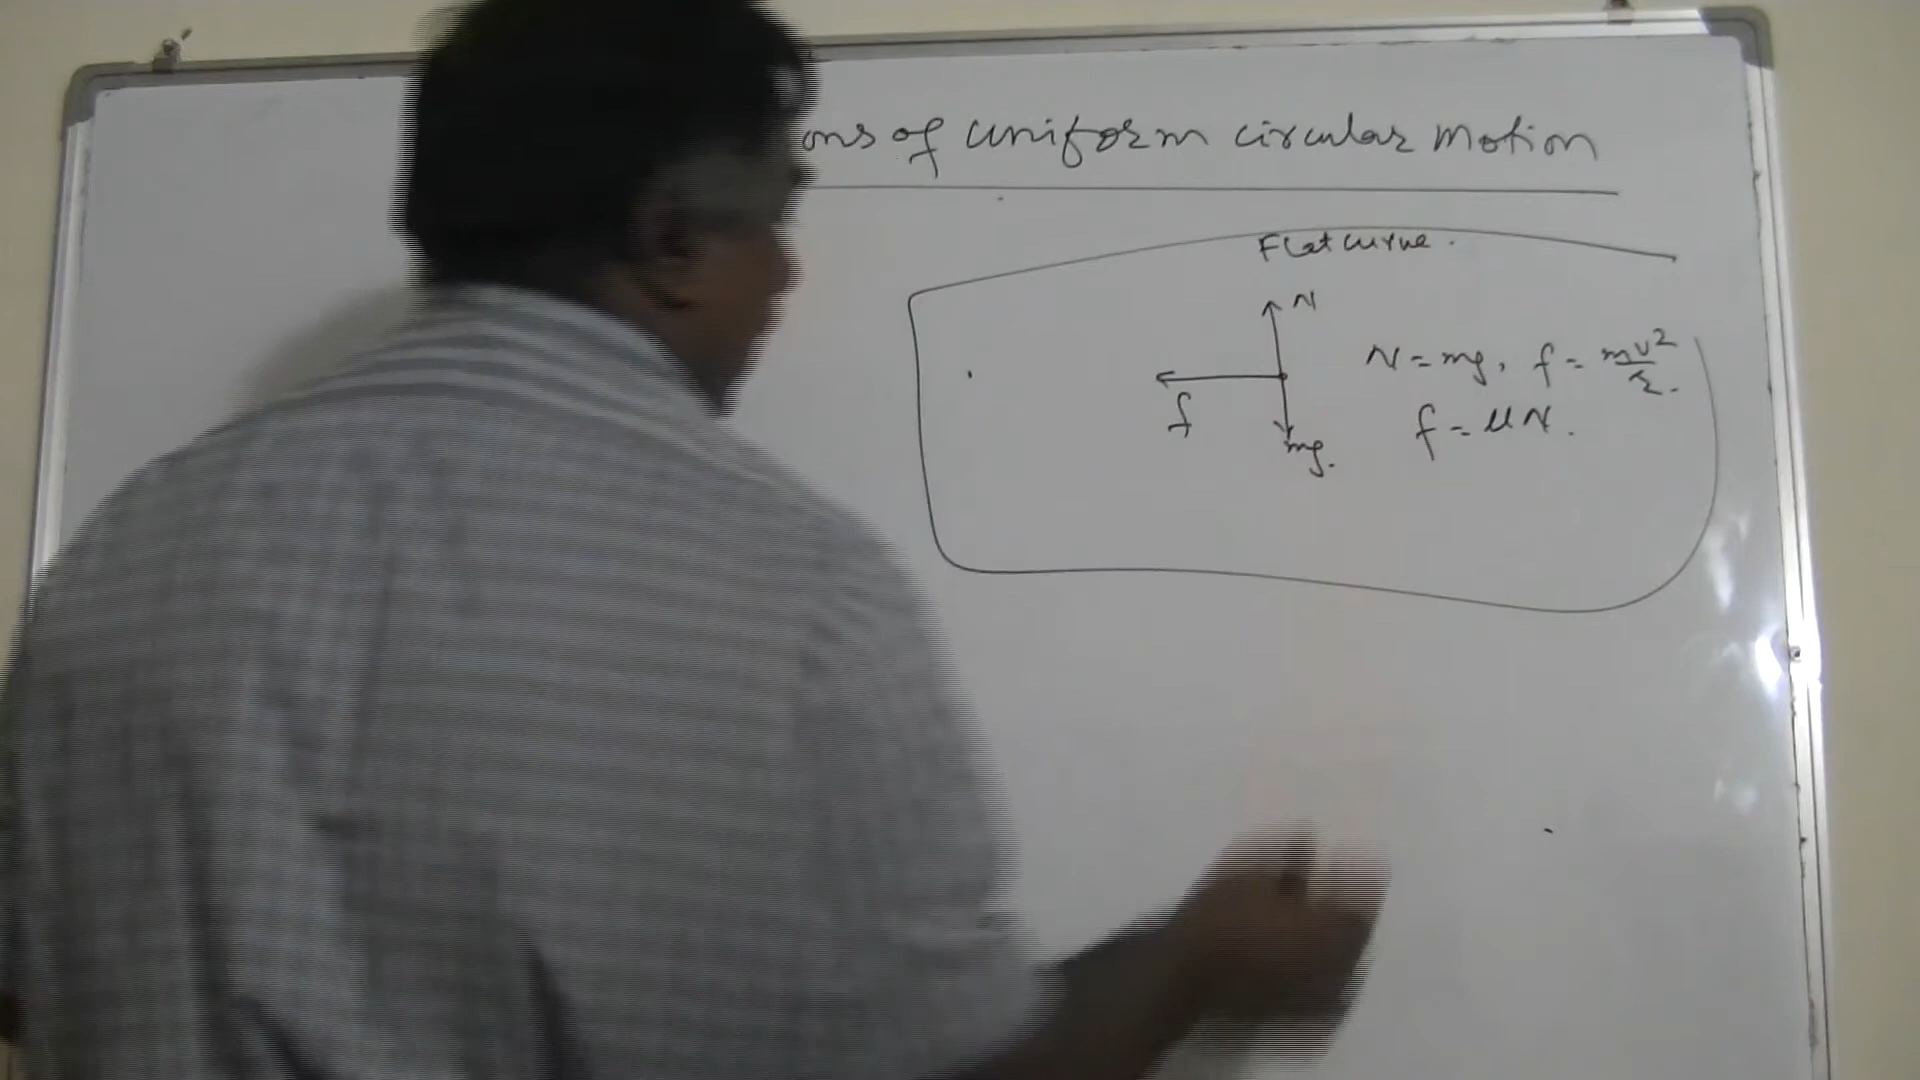 ons of uniform circular motion
Flat curve.
N
N = mg, f = mv²/r.
f
f = μN.
mg.